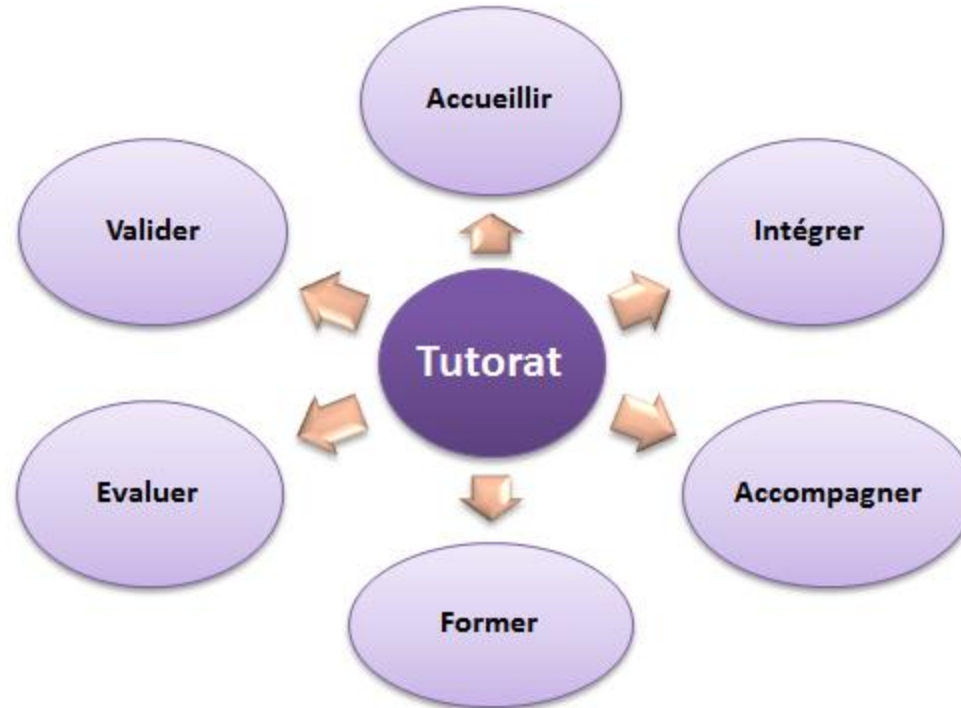 Accueillir
Valider
Intégrer
Tutorat
Evaluer
Accompagner
Former